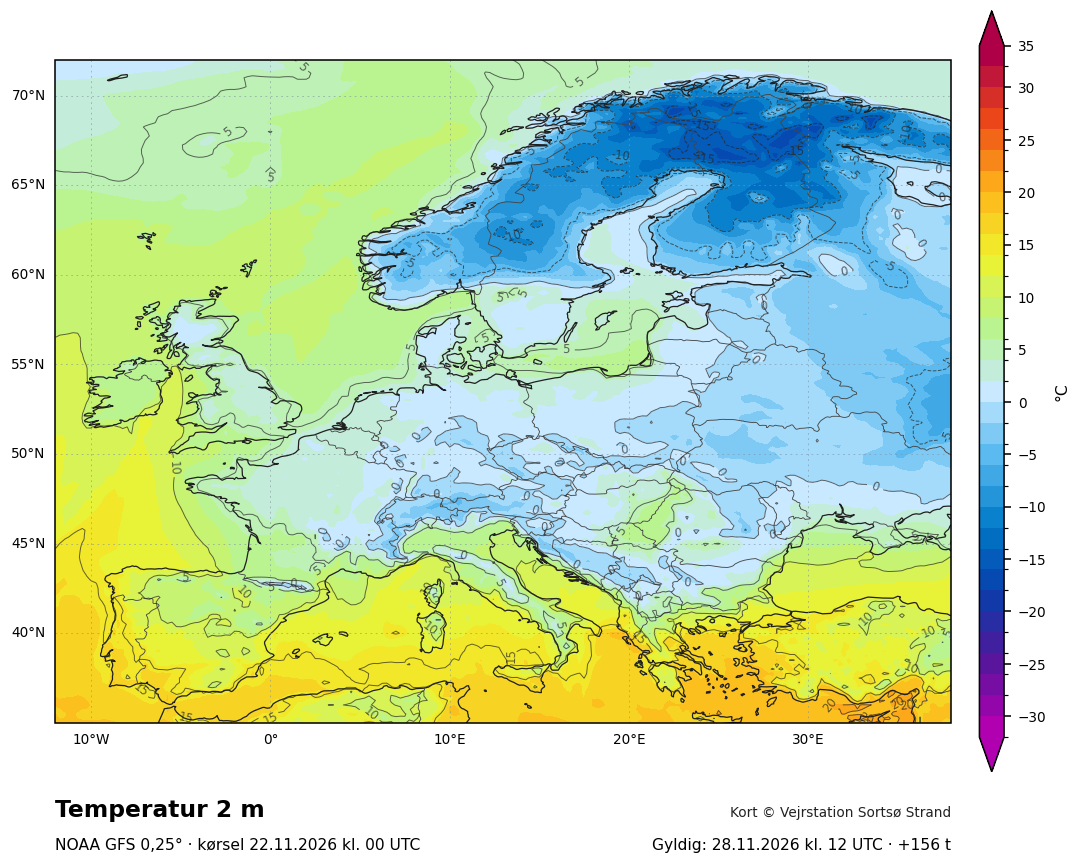 35
30
25
20
15
10
5
0
−5
−10
−15
−20
−25
−30
°C
70°N
65°N
60°N
55°N
50°N
45°N
40°N
10°W
0°
10°E
20°E
30°E
Temperatur 2 m
Kort © Vejrstation Sortsø Strand
NOAA GFS 0,25° · kørsel 22.11.2026 kl. 00 UTC
Gyldig: 28.11.2026 kl. 12 UTC · +156 t